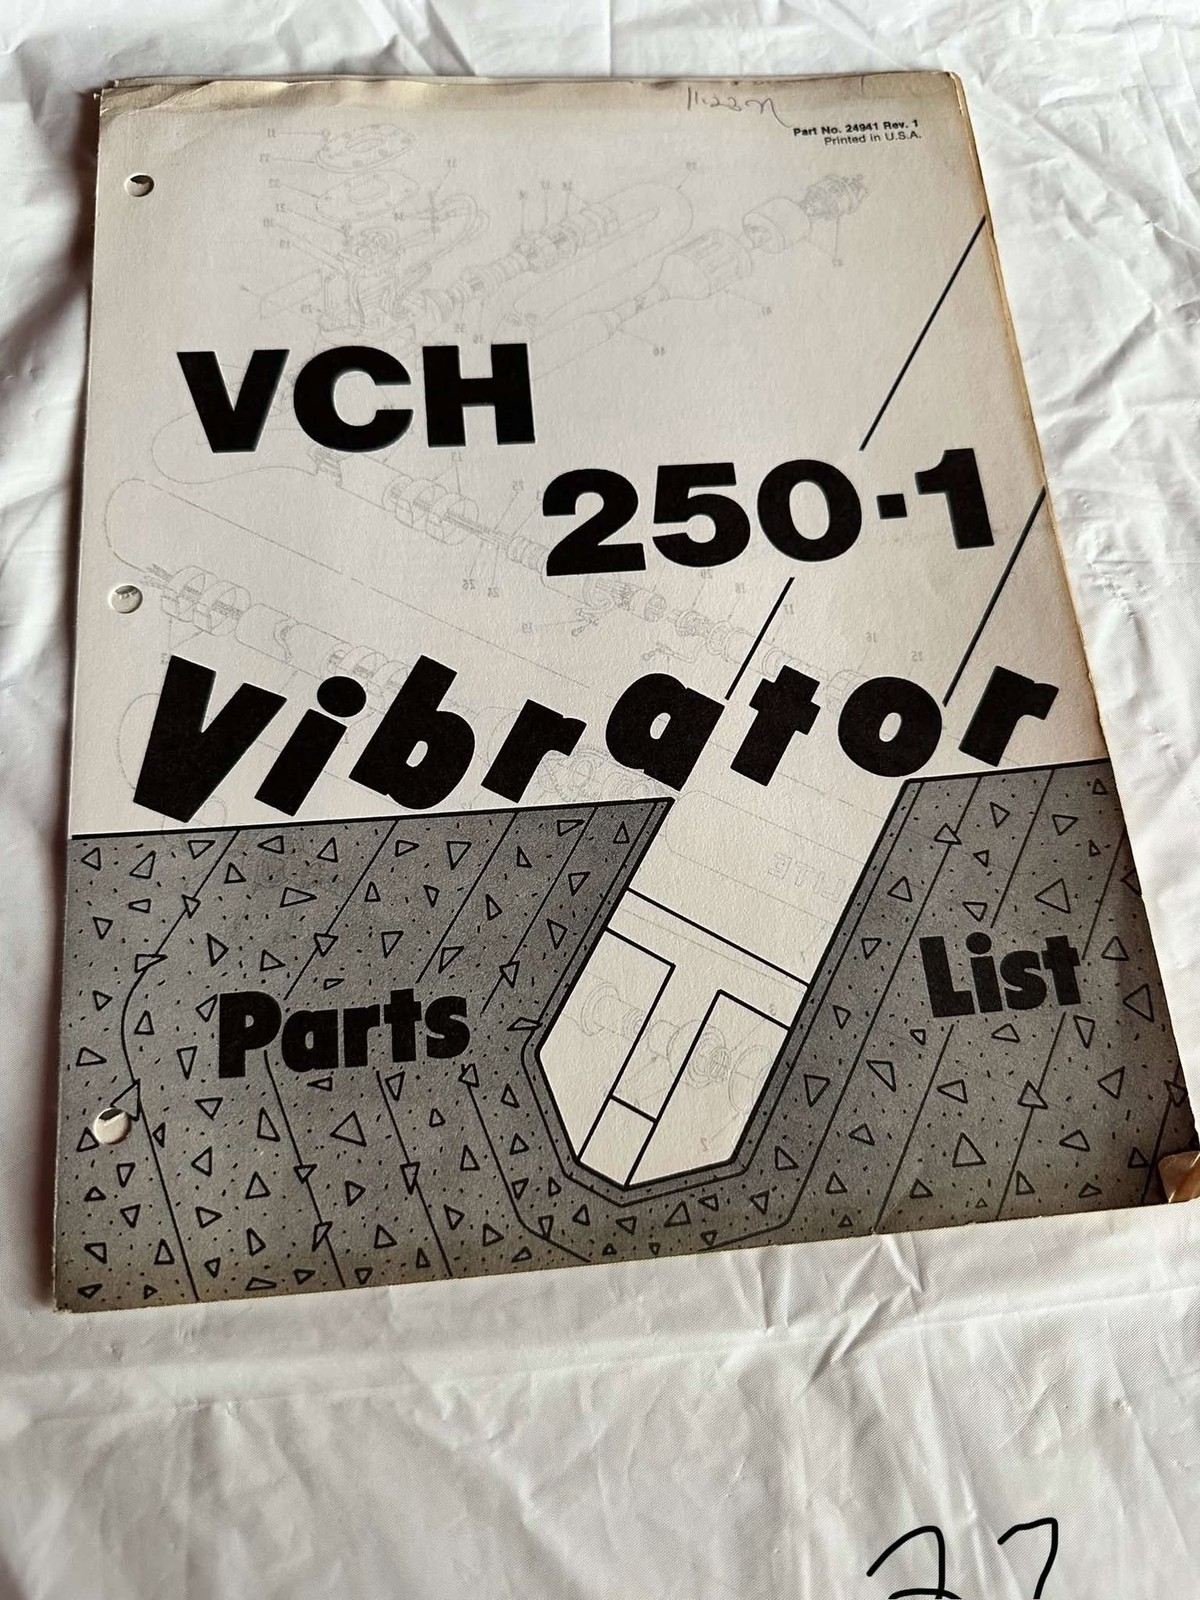 Part No. 24941 Rev. 1
Printed in U.S.A.
VCH
250-1
Vibrator
Parts List